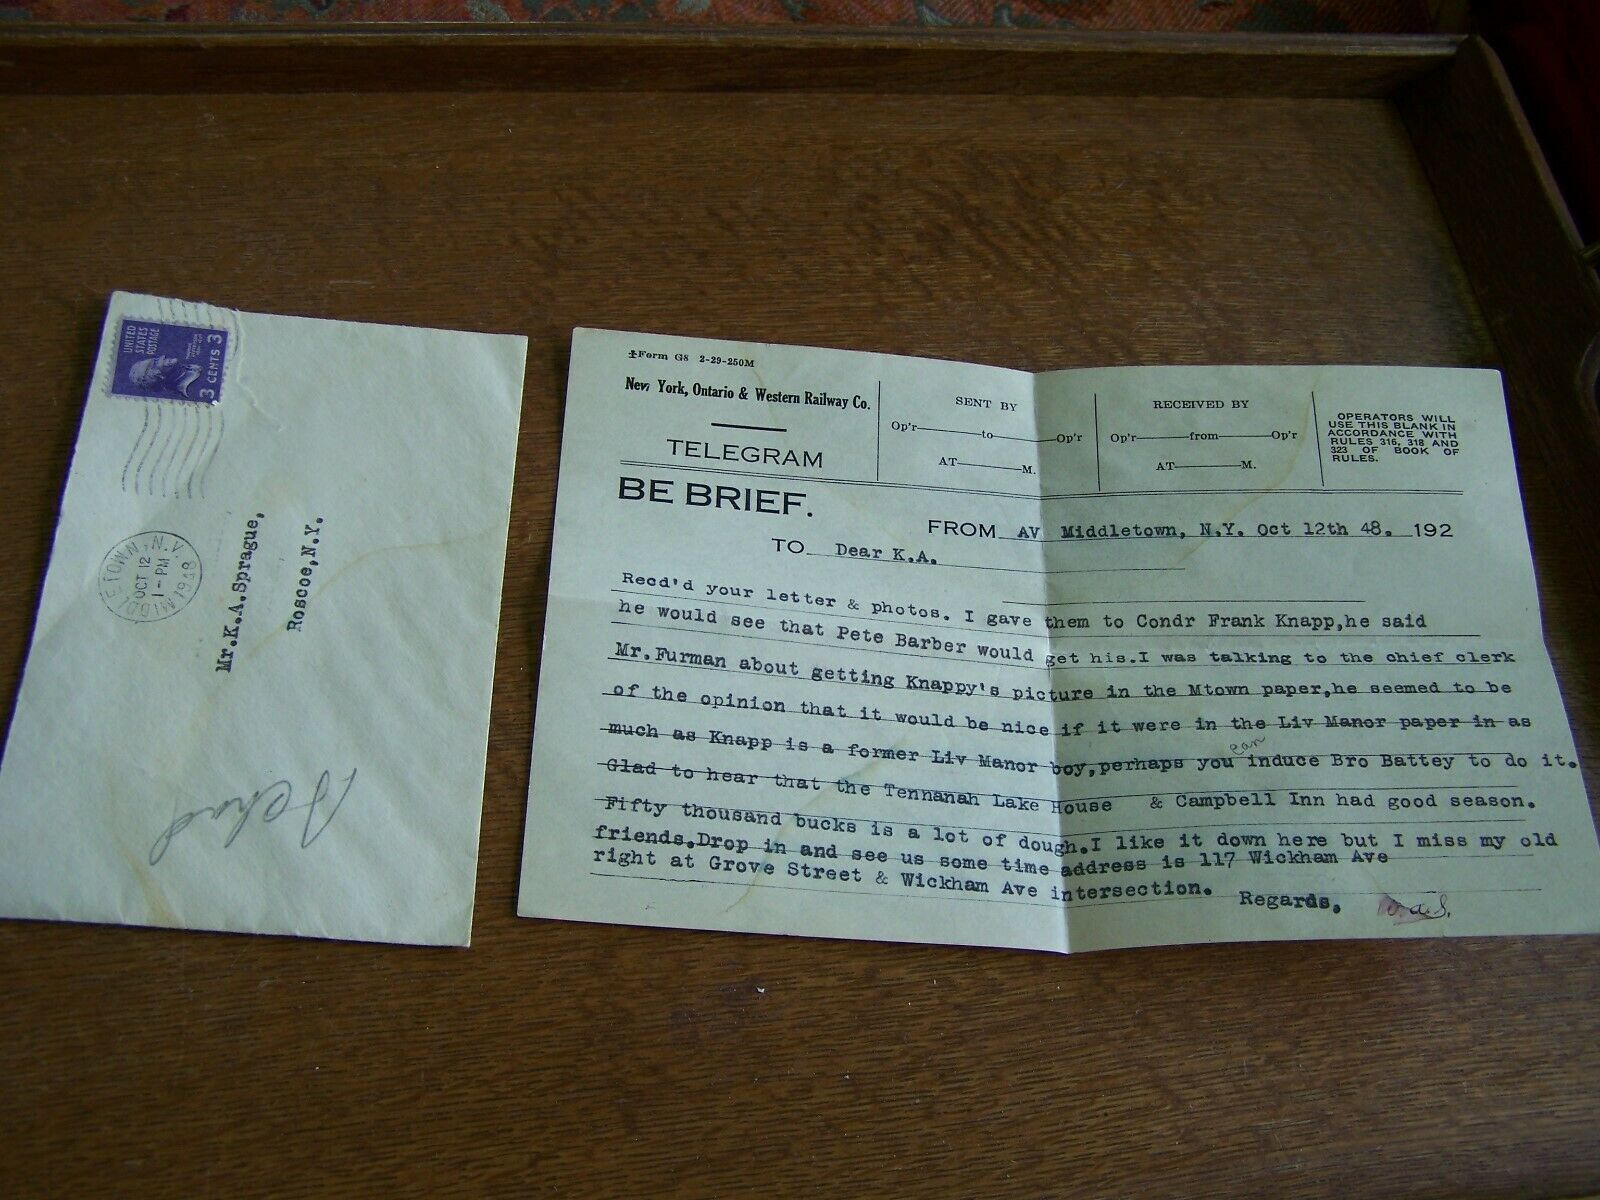 UNITED
STATES
POSTAGE
3 CENTS 3
MIDDLETOWN, N.Y.
OCT 12
1-PM
1948
Mr.K.A.Sprague,
Roscoe,N.Y.
Form G8 2-29-250M
New York, Ontario & Western Railway Co.
TELEGRAM
BE BRIEF.
SENT BY
Op'r to Op'r
AT M.
RECEIVED BY
Op'r from Op'r
AT M.
OPERATORS WILL
USE THIS BLANK IN
ACCORDANCE WITH
RULES 316, 318 AND
323 OF BOOK OF
RULES.
FROM AV Middletown, N.Y. Oct 12th 48. 192
TO Dear K.A.
Recd'd your letter & photos. I gave them to Condr Frank Knapp,he said
he would see that Pete Barber would get his.I was talking to the chief clerk
Mr.Furman about getting Knappy's picture in the Mtown paper,he seemed to be
of the opinion that it would be nice if it were in the Liv Manor paper in as
much as Knapp is a former Liv Manor boy,perhaps you can induce Bro Battey to do it.
Glad to hear that the Tennanah Lake House & Campbell Inn had good season.
Fifty thousand bucks is a lot of dough.I like it down here but I miss my old
friends.Drop in and see us some time address is 117 Wickham Ave
right at Grove Street & Wickham Ave intersection.
Regards.